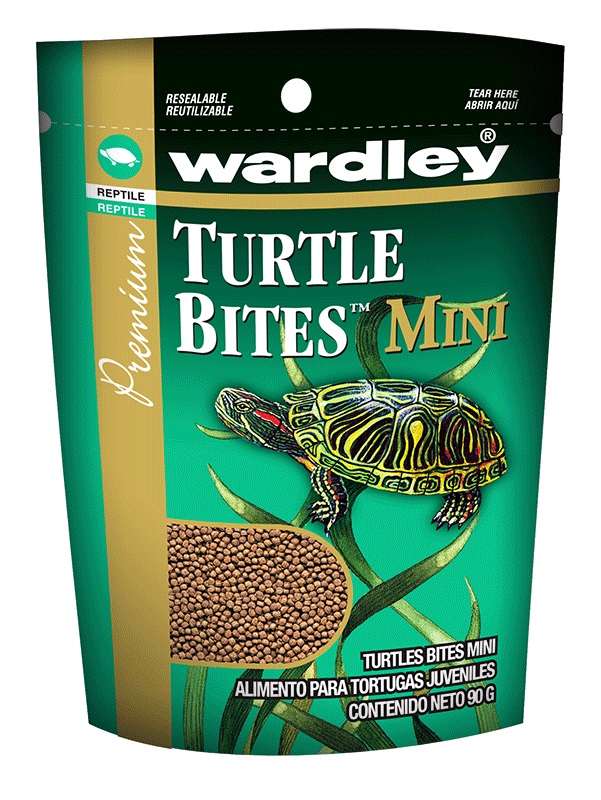 RESEALABLE
REUTILIZABLE
TEAR HERE
ABRIR AQUÍ
wardley®
REPTILE
REPTILE
Premium
TURTLE
BITES™ MINI
TURTLES BITES MINI
ALIMENTO PARA TORTUGAS JUVENILES
CONTENIDO NETO 90 G